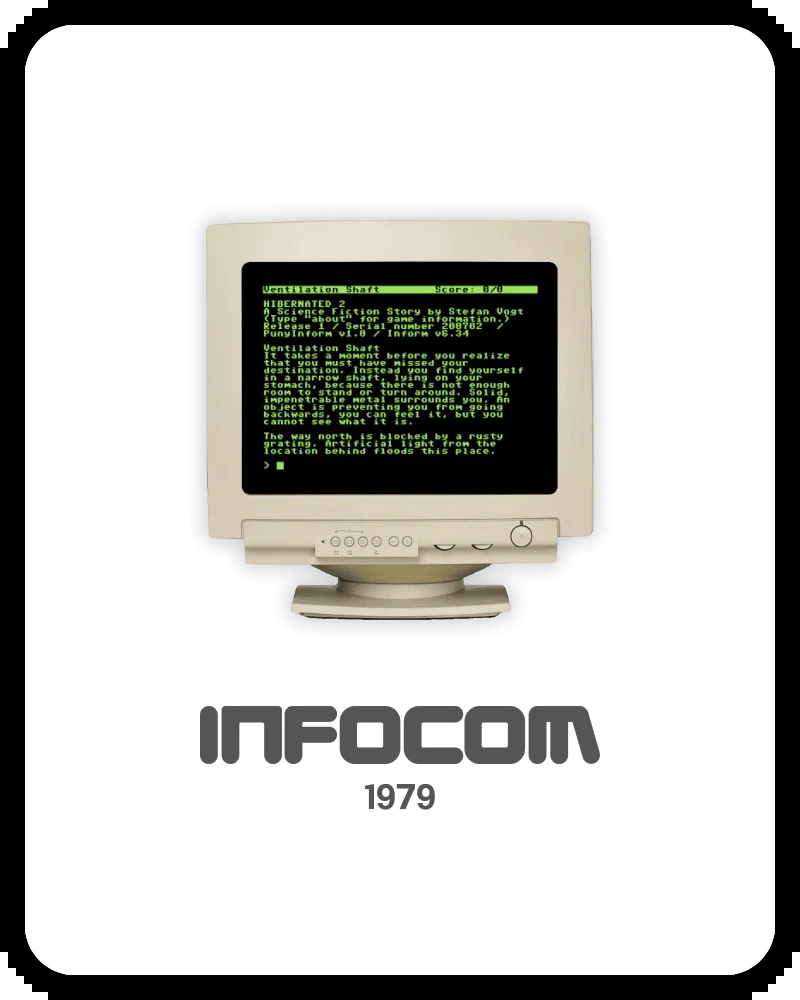 Ventilation Shaft Score: 0/0
HIBERNATED 2
A Science Fiction Story by Stefan Vogt
(Type "about" for game information.)
Release 1 / Serial number 200702 /
PunyInform v1.0 / Inform v6.34
Ventilation Shaft
It takes a moment before you realize
that you must have missed your
destination. Instead you find yourself
in a narrow shaft, lying on your
stomach, because there is not enough
room to stand or turn around. Solid,
impenetrable metal surrounds you. An
object is preventing you from going
backwards, you can feel it, but you
cannot see what it is.
The way north is blocked by a rusty
grating. Artificial light from the
location behind floods this place.
>
INFOCOM
1979